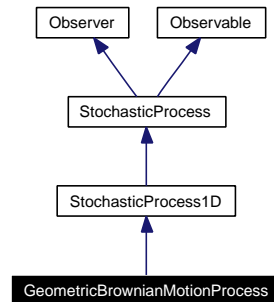 Observer
Observable
StochasticProcess
StochasticProcess1D
GeometricBrownianMotionProcess